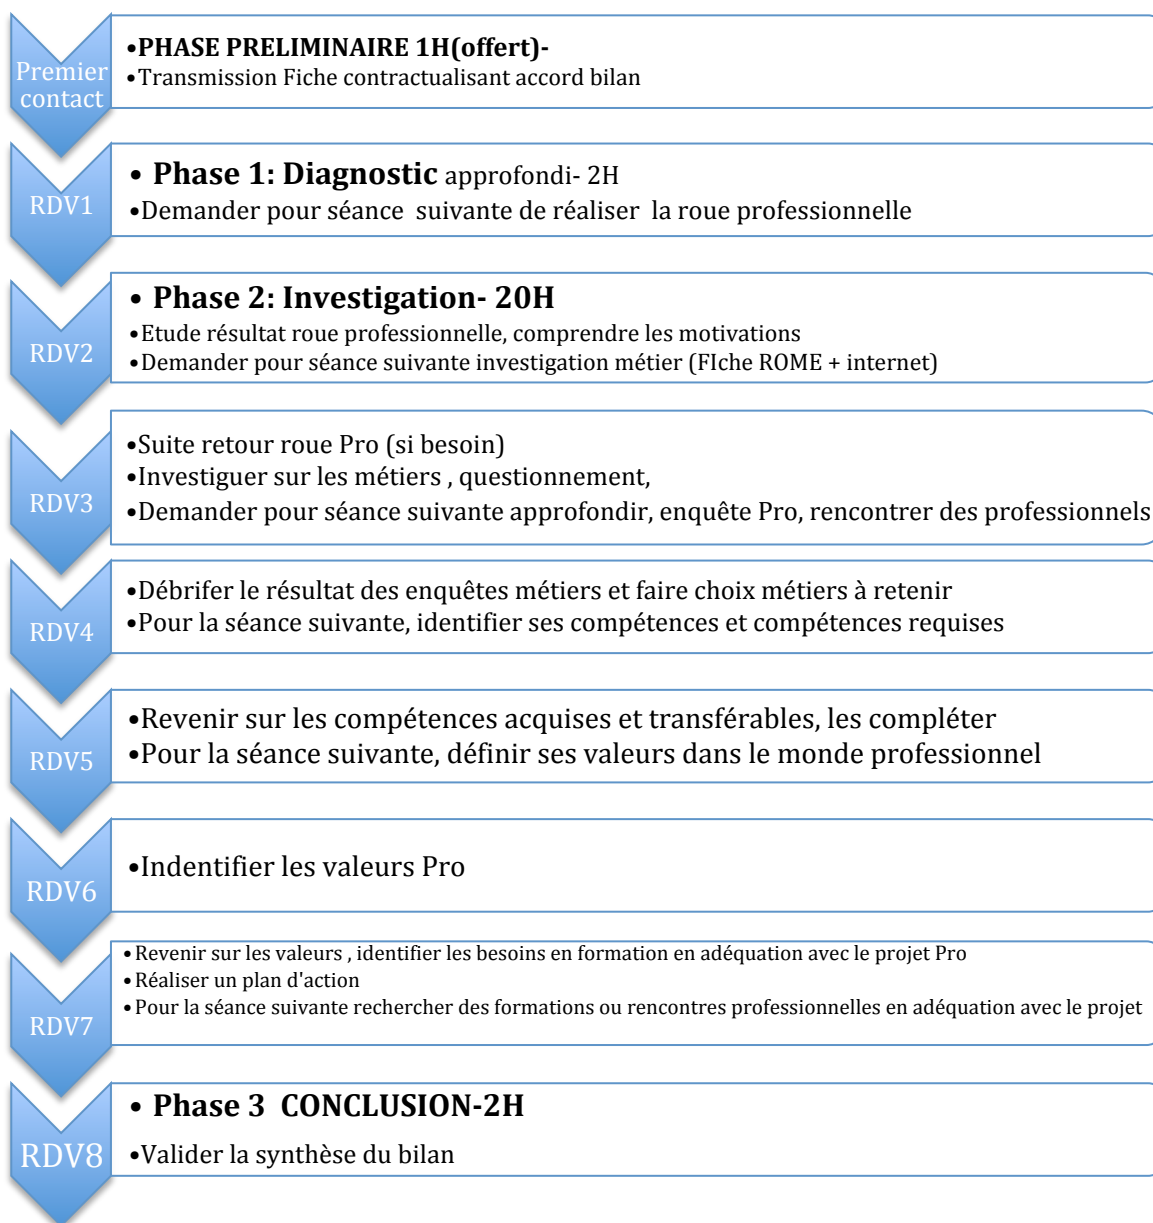 Premier
contact
•PHASE PRELIMINAIRE 1H(offert)-
•Transmission Fiche contractualisant accord bilan
RDV1
• Phase 1: Diagnostic approfondi- 2H
•Demander pour séance suivante de réaliser la roue professionnelle
RDV2
• Phase 2: Investigation- 20H
•Etude résultat roue professionnelle, comprendre les motivations
•Demander pour séance suivante investigation métier (FIche ROME + internet)
RDV3
•Suite retour roue Pro (si besoin)
•Investiguer sur les métiers , questionnement,
•Demander pour séance suivante approfondir, enquête Pro, rencontrer des professionnels
RDV4
•Débrifer le résultat des enquêtes métiers et faire choix métiers à retenir
•Pour la séance suivante, identifier ses compétences et compétences requises
RDV5
•Revenir sur les compétences acquises et transférables, les compléter
•Pour la séance suivante, définir ses valeurs dans le monde professionnel
RDV6
•Indentifier les valeurs Pro
RDV7
•Revenir sur les valeurs , identifier les besoins en formation en adéquation avec le projet Pro
•Réaliser un plan d'action
•Pour la séance suivante rechercher des formations ou rencontres professionnelles en adéquation avec le projet
RDV8
• Phase 3 CONCLUSION-2H
•Valider la synthèse du bilan